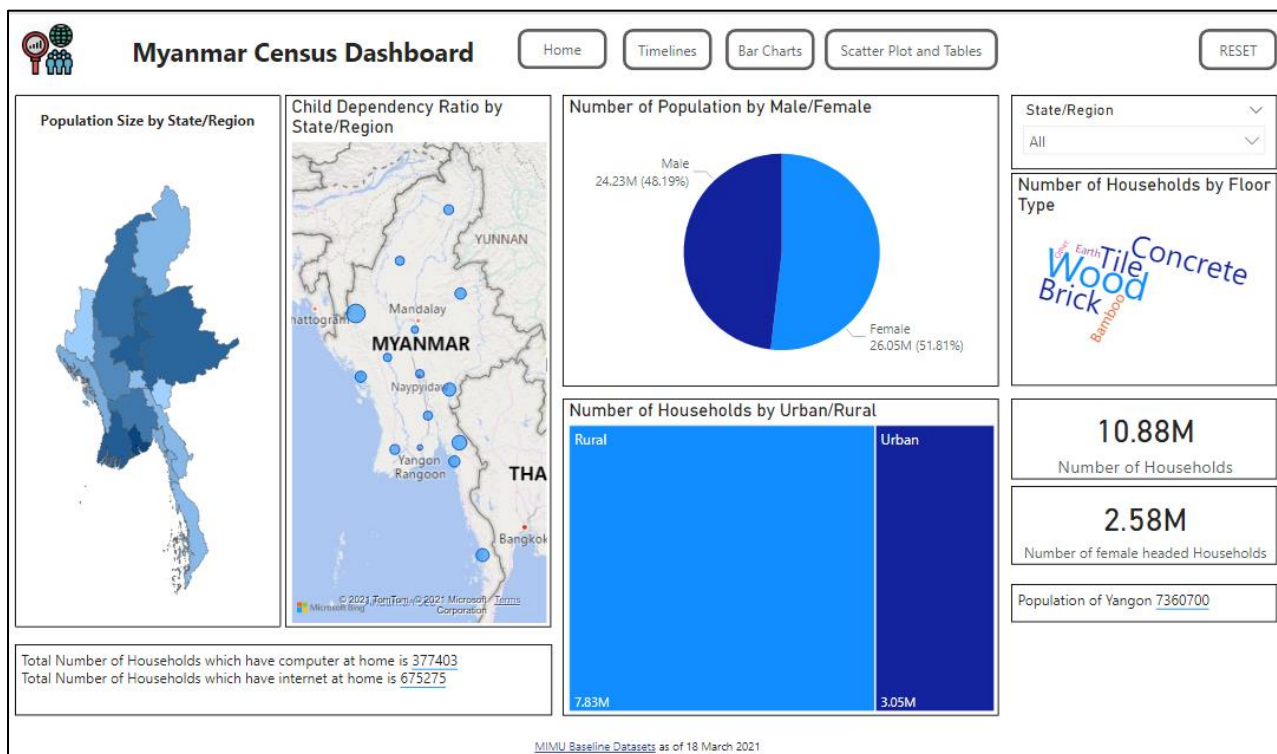 Myanmar Census Dashboard
Home
Timelines
Bar Charts
Scatter Plot and Tables
RESET
Population Size by State/Region
Child Dependency Ratio by
State/Region
YUNNAN
Mandalay
hattogram
MYANMAR
Naypyidaw
Yangon
Rangoon
THA
Bangkok
Microsoft Bing
© 2021 TomTom, © 2021 Microsoft
Corporation
Terms
Number of Population by Male/Female
Male
24.23M (48.19%)
Female
26.05M (51.81%)
State/Region
All
Number of Households by Floor
Type
Other
Earth
Tile
Concrete
Wood
Brick
Bamboo
Number of Households by Urban/Rural
Rural
7.83M
Urban
3.05M
10.88M
Number of Households
2.58M
Number of female headed Households
Population of Yangon 7360700
Total Number of Households which have computer at home is 377403
Total Number of Households which have internet at home is 675275
MIMU Baseline Datasets as of 18 March 2021